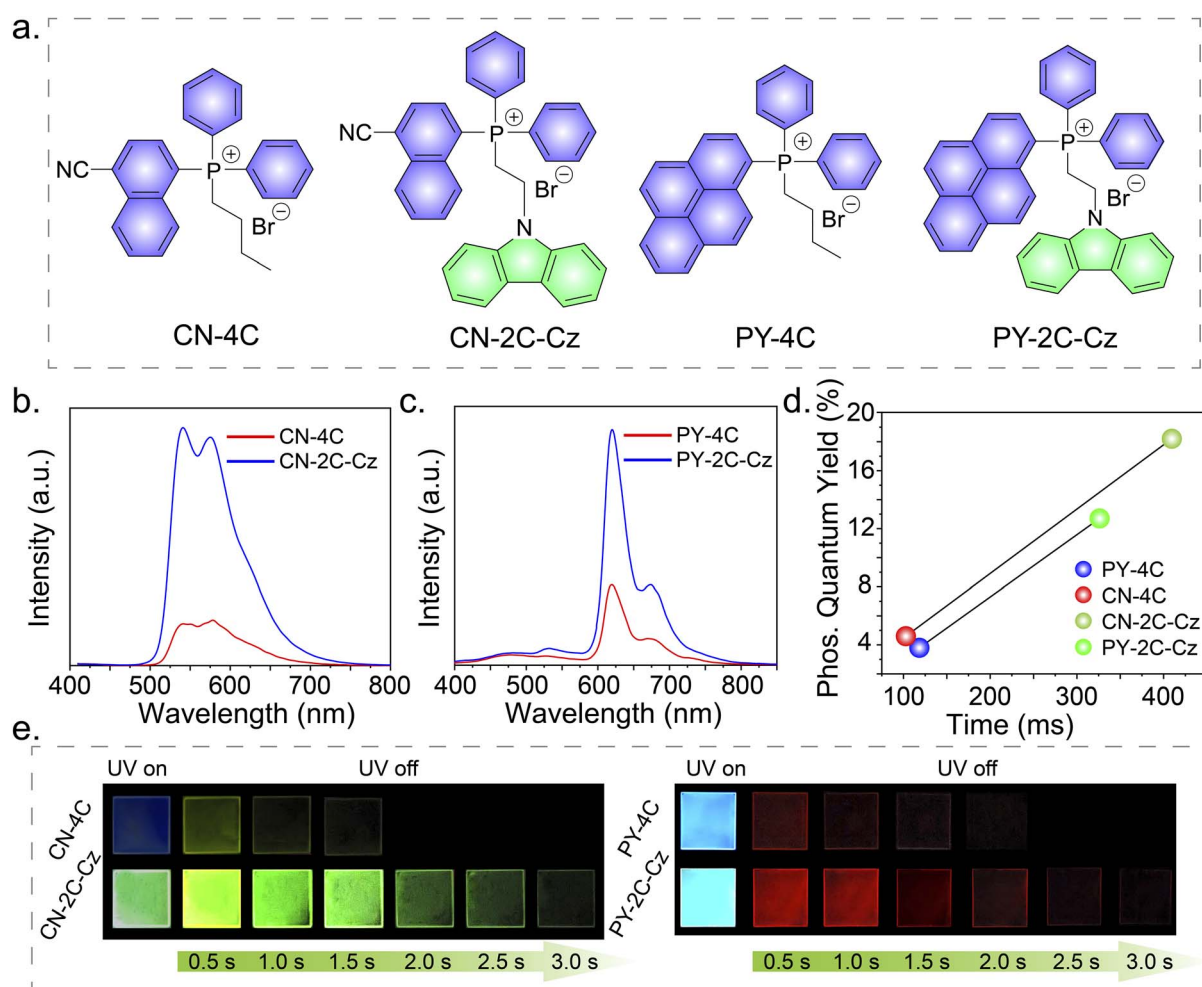 a.
NC
P
+
Br
−
CN-4C
NC
P
+
Br
−
N
CN-2C-Cz
P
+
Br
−
PY-4C
P
+
Br
−
N
PY-2C-Cz
b.
Intensity (a.u.)
CN-4C
CN-2C-Cz
400 500 600 700 800
Wavelength (nm)
c.
Intensity (a.u.)
PY-4C
PY-2C-Cz
400 500 600 700 800
Wavelength (nm)
d.
Phos. Quantum Yield (%)
20
16
12
8
4
PY-4C
CN-4C
CN-2C-Cz
PY-2C-Cz
100 200 300 400
Time (ms)
e.
UV on UV off
CN-4C
CN-2C-Cz
0.5 s 1.0 s 1.5 s 2.0 s 2.5 s 3.0 s
UV on UV off
PY-4C
PY-2C-Cz
0.5 s 1.0 s 1.5 s 2.0 s 2.5 s 3.0 s